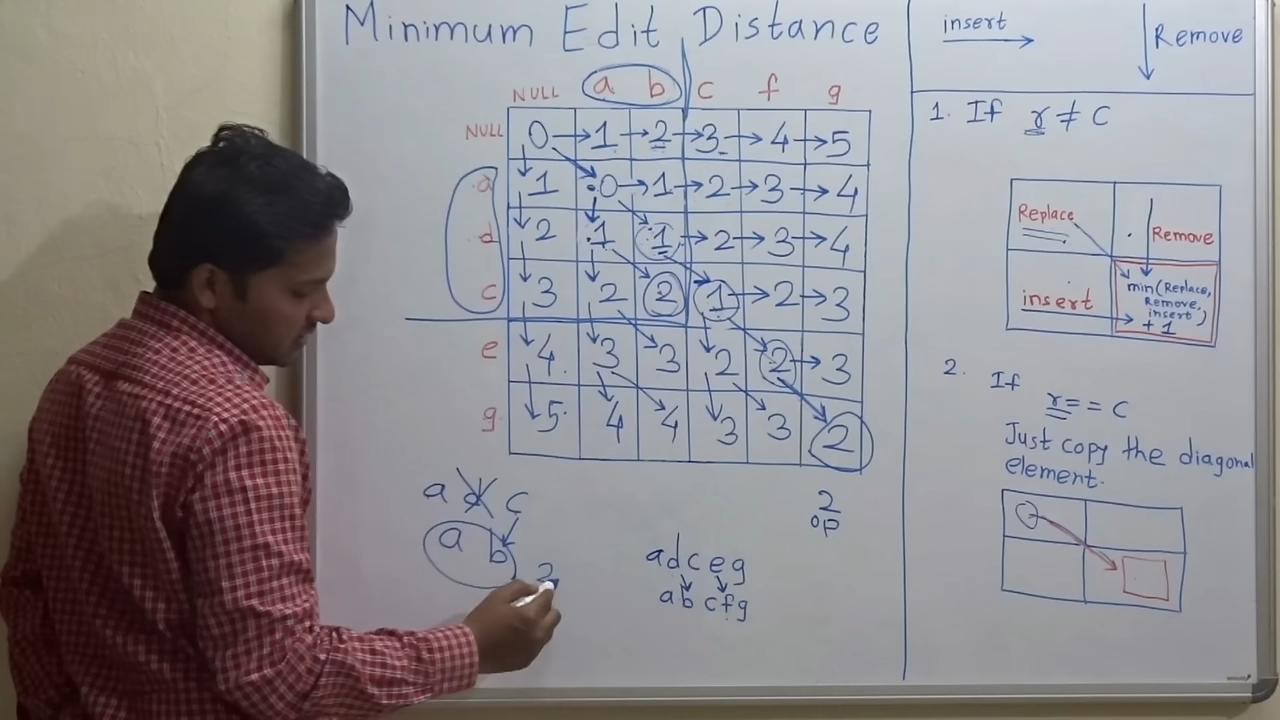 Minimum Edit Distance
NULL a b c f g
NULL 0 1 2 3 4 5
a 1 0 1 2 3 4
d 2 1 1 2 3 4
c 3 2 2 1 2 3
e 4 3 3 2 2 3
g 5 4 4 3 3 2
a d c
a b
2
adceg
abcfg
2
op
insert
Remove
1. If r ≠ c
Replace
Remove
insert
min(Replace,
Remove,
insert)
+ 1
2. If
r == c
Just copy the diagonal
element.